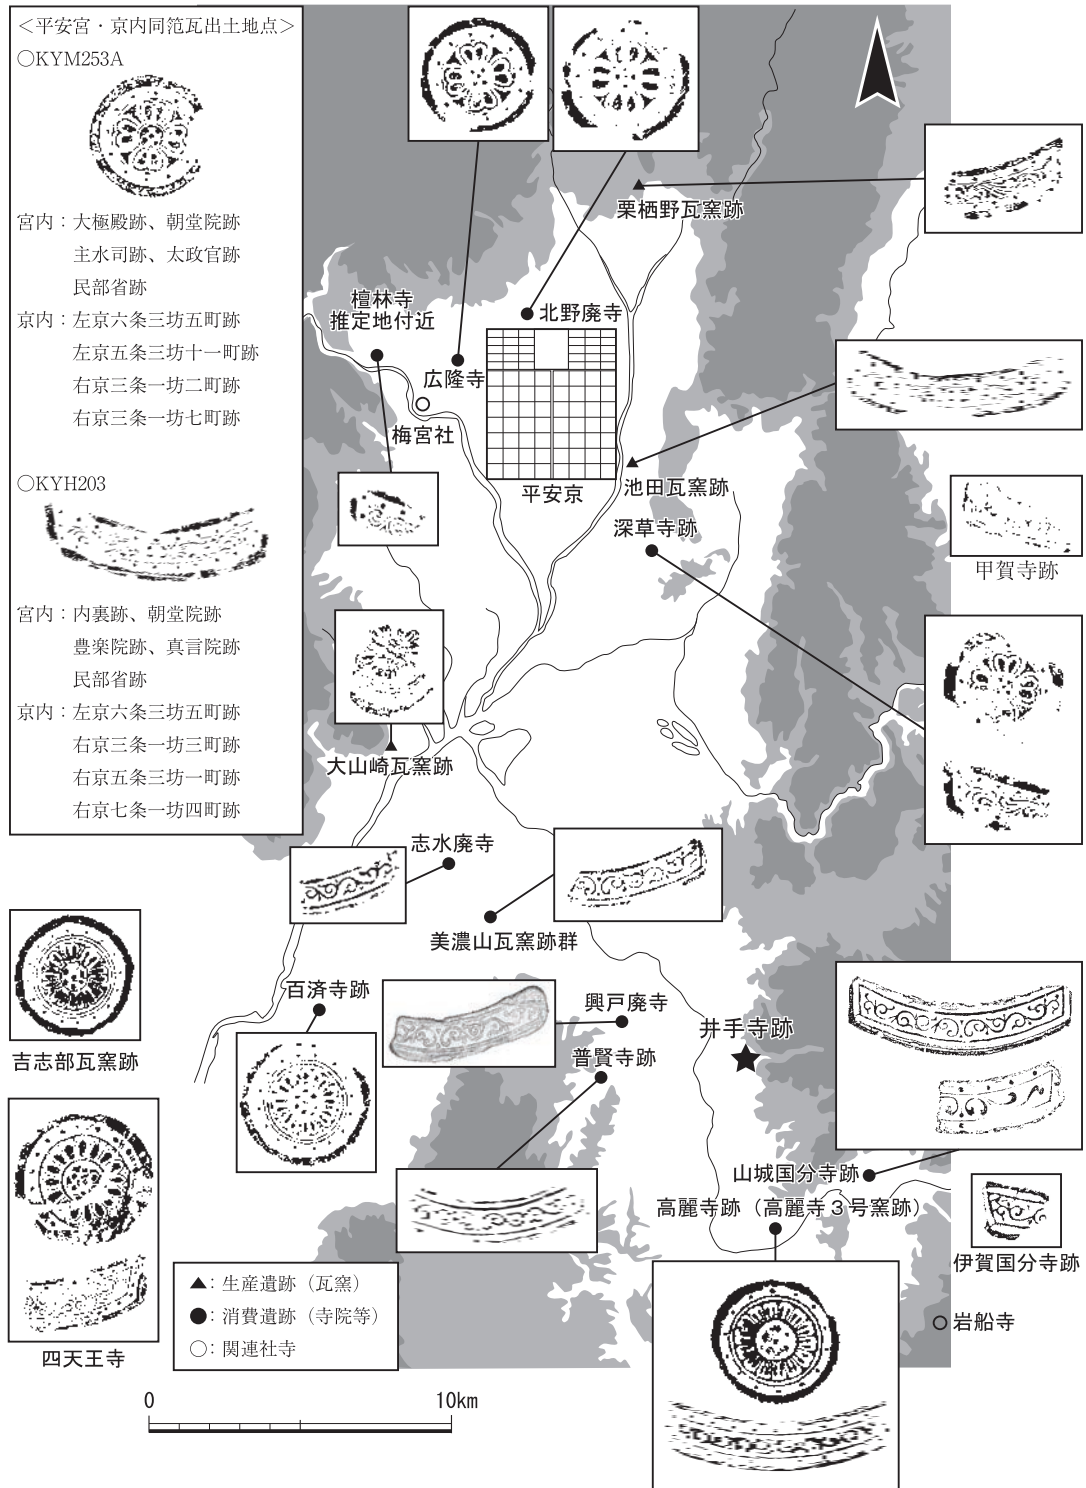 ＜平安宮・京内同笵瓦出土地点＞
○KYM253A
宮内：大極殿跡、朝堂院跡
主水司跡、太政官跡
民部省跡
京内：左京六条三坊五町跡
左京五条三坊十一町跡
右京三条一坊二町跡
右京三条一坊七町跡
○KYH203
宮内：内裏跡、朝堂院跡
豊楽院跡、真言院跡
民部省跡
京内：左京六条三坊五町跡
右京三条一坊三町跡
右京五条三坊一町跡
右京七条一坊四町跡
栗栖野瓦窯跡
檀林寺
推定地付近
北野廃寺
広隆寺
梅宮社
平安京
池田瓦窯跡
深草寺跡
甲賀寺跡
大山崎瓦窯跡
志水廃寺
美濃山瓦窯跡群
百済寺跡
興戸廃寺
井手寺跡
普賢寺跡
吉志部瓦窯跡
山城国分寺跡
高麗寺跡（高麗寺３号窯跡）
伊賀国分寺跡
岩船寺
四天王寺
▲：生産遺跡（瓦窯）
●：消費遺跡（寺院等）
○：関連社寺
0 10km